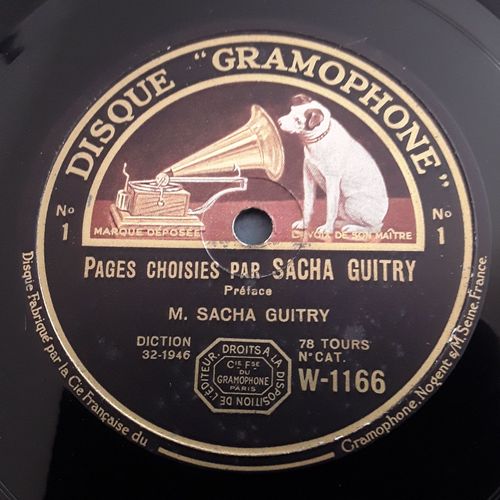 DISQUE "GRAMOPHONE"
No 1
No 1
MARQUE DÉPOSÉE
LA VOIX DE SON MAÎTRE
PAGES CHOISIES PAR SACHA GUITRY
Préface
M. SACHA GUITRY
DICTION
32-1946
78 TOURS
No CAT.
W-1166
DROITS A LA DISPOSITION DE L'ÉDITEUR.
Cie Fse
DU
GRAMOPHONE
PARIS
Disque Fabriqué par la Cie Française du Gramophone, Nogent s/M. Seine, France.